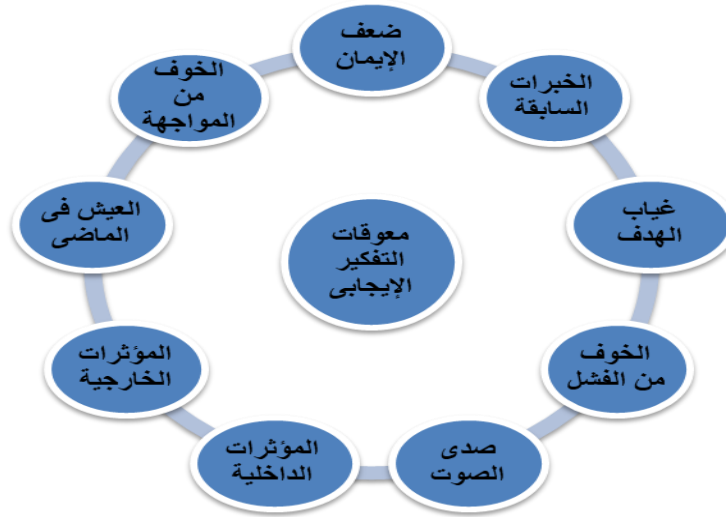 ضعف
الإيمان
الخبرات
السابقة
غياب
الهدف
الخوف
من الفشل
صدى
الصوت
المؤثرات
الداخلية
المؤثرات
الخارجية
العيش فى
الماضى
الخوف
من
المواجهة
معوقات
التفكير
الإيجابى